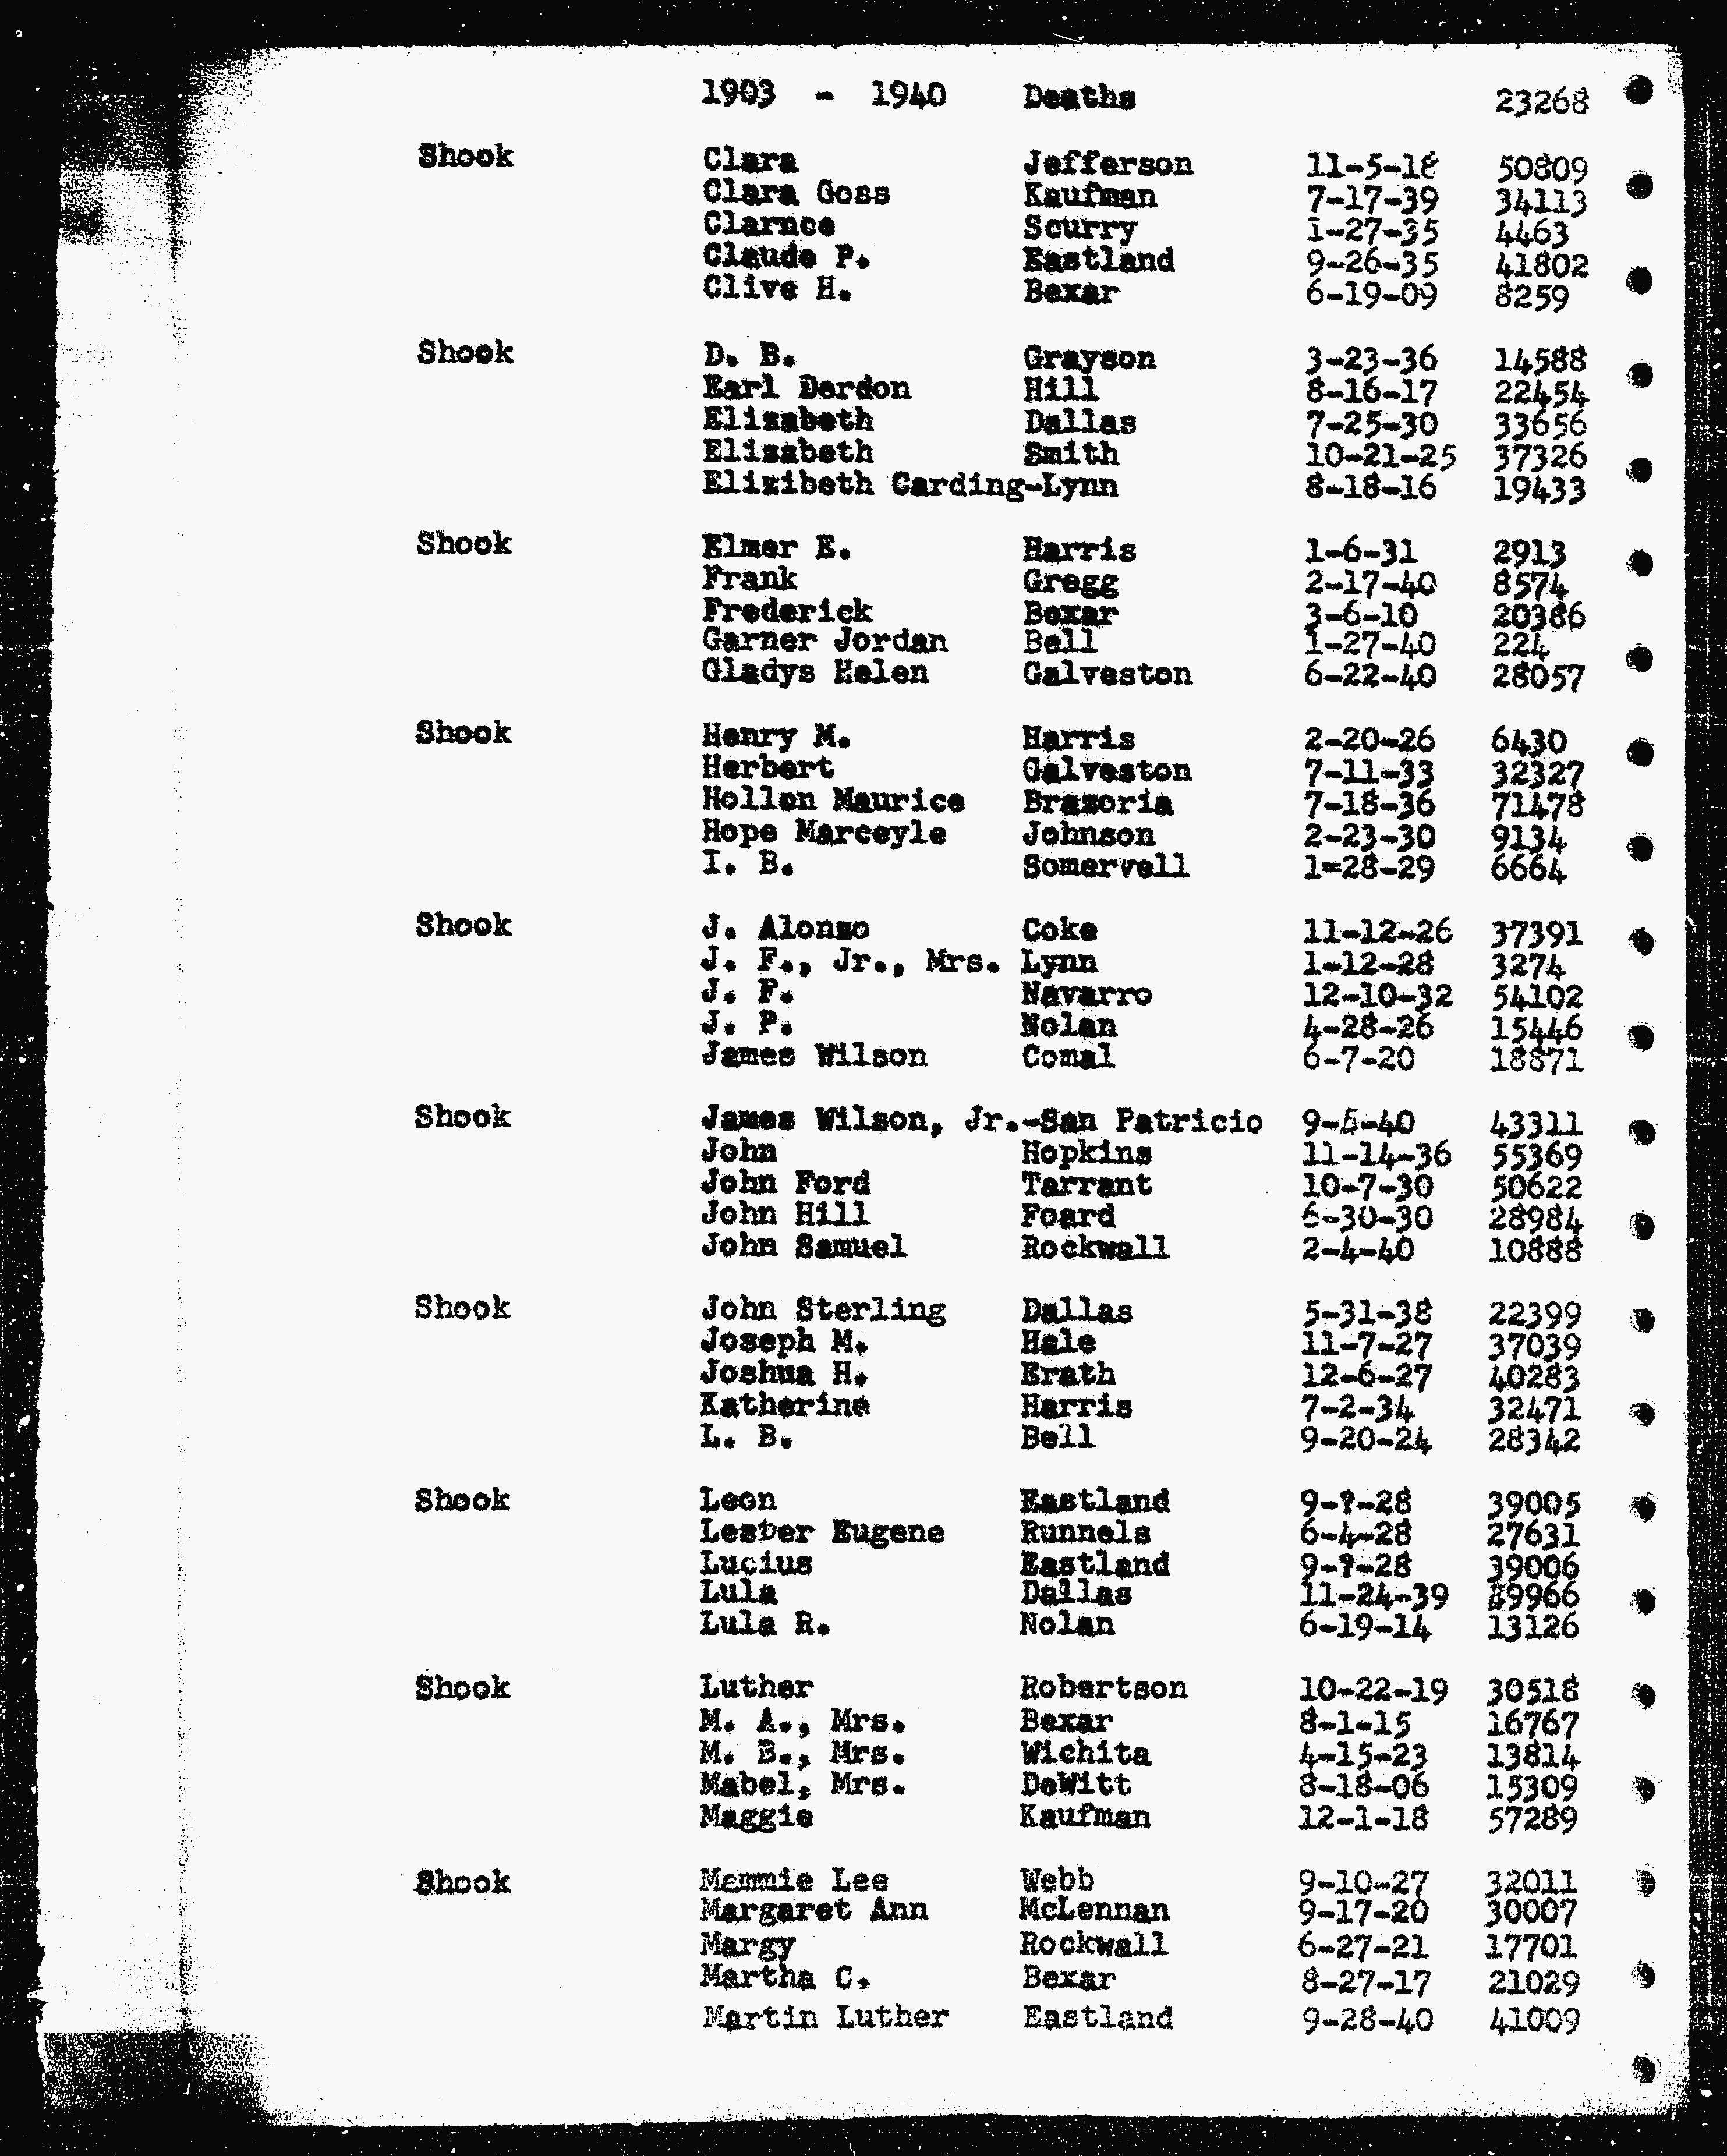 1903 - 1940 Deaths 23268
Shook Clara Jefferson 11-5-18 50809
Clara Goss Kaufman 7-17-39 34113
Clarnce Scurry 1-27-35 4463
Claude P. Eastland 9-26-35 41802
Clive H. Bexar 6-19-09 8259
Shook D. B. Grayson 3-23-36 14588
Earl Derdon Hill 8-16-17 22454
Elizabeth Dallas 7-25-30 33656
Elizabeth Smith 10-21-25 37326
Elizibeth Carding-Lynn 8-18-16 19433
Shook Elmer E. Harris 1-6-31 2913
Frank Gregg 2-17-40 8574
Frederick Bexar 3-6-10 20386
Garner Jordan Bell 1-27-40 224
Gladys Helen Galveston 6-22-40 28057
Shook Henry M. Harris 2-20-26 6430
Herbert Galveston 7-11-33 32327
Hollon Maurice Brazoria 7-18-36 71478
Hope Marceyle Johnson 2-23-30 9134
I. B. Somervell 1=28-29 6664
Shook J. Alonzo Coke 11-12-26 37391
J. F., Jr., Mrs. Lynn 1-12-28 3274
J. F. Navarro 12-10-32 54102
J. P. Nolan 4-28-26 15446
James Wilson Comal 6-7-20 18871
Shook James Wilson, Jr.-San Patricio 43311
John Hopkins 11-14-36 55369
John Ford Tarrant 10-7-30 50622
John Hill Foard 6-30-30 28984
John Samuel Rockwall 2-4-40 10888
Shook John Sterling Dallas 5-31-38 22399
Joseph M. Hale 11-7-27 37039
Joshua H. Erath 12-6-27 40283
Katherine Harris 7-2-34 32471
L. B. Bell 9-20-24 28342
Shook Leon Eastland 9-?-28 39005
Lester Eugene Runnels 6-4-28 27631
Lucius Eastland 9-?-28 39006
Lula Dallas 11-24-39
Lula R. Nolan 6-19-14 13126
Shook Luther Robertson 10-22-19 30518
M. A., Mrs. Bexar 8-1-15 16767
M. B., Mrs. Wichita 4-15-23 13814
Mabel, Mrs. DeWitt 8-18-06 15309
Maggie Kaufman 12-1-18 57289
Shook Mammie Lee Webb 9-10-27 32011
Margaret Ann McLennan 9-17-20 30007
Margy Rockwall 6-27-21 17701
Martha C. Bexar 8-27-17 21029
Martin Luther Eastland 9-28-40 41009